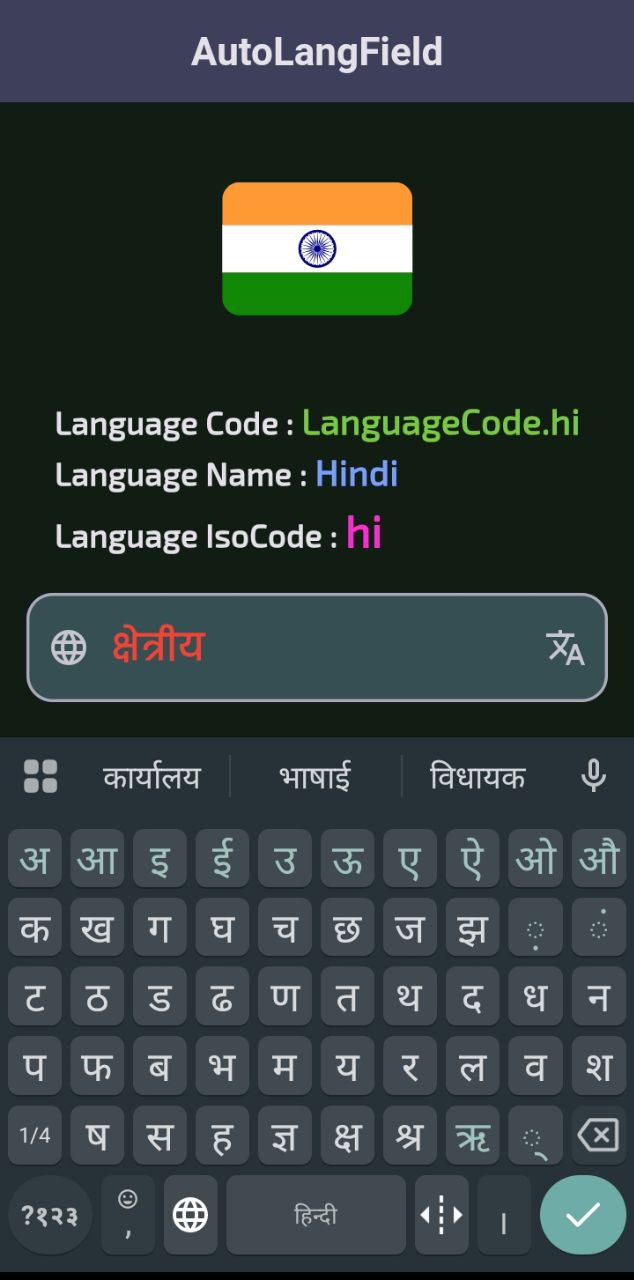 AutoLangField
Language Code : LanguageCode.hi
Language Name : Hindi
Language IsoCode : hi
क्षेत्रीय
कार्यालय भाषाई विधायक
अ आ इ ई उ ऊ ए ऐ ओ औ
क ख ग घ च छ ज झ ़ ं
ट ठ ड ढ ण त थ द ध न
प फ ब भ म य र ल व श
1/4 ष स ह ज्ञ क्ष श्र ऋ ्
?१२३ , हिन्दी ।